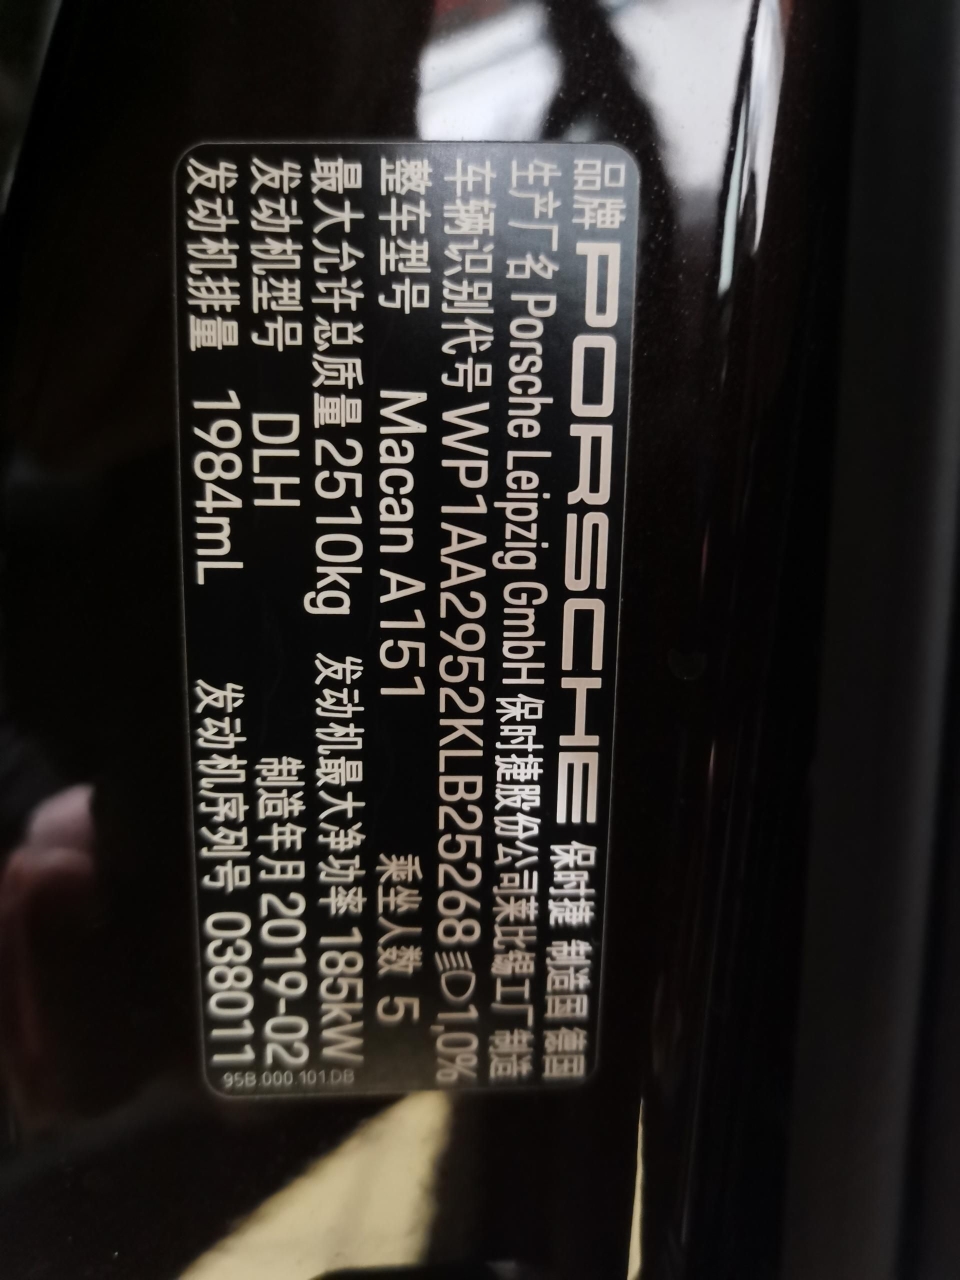 品牌 PORSCHE 保时捷 制造国 德国
生产厂名 Porsche Leipzig GmbH 保时捷股份公司莱比锡工厂 制造
车辆识别代号 WP1AA2952KLB25268 1,0%
整车型号 Macan A151 乘坐人数 5
最大允许总质量 2510kg 发动机最大净功率 185kW
发动机型号 DLH 制造年月 2019-02
发动机排量 1984mL 发动机序列号 038011
95B.000.101.DB